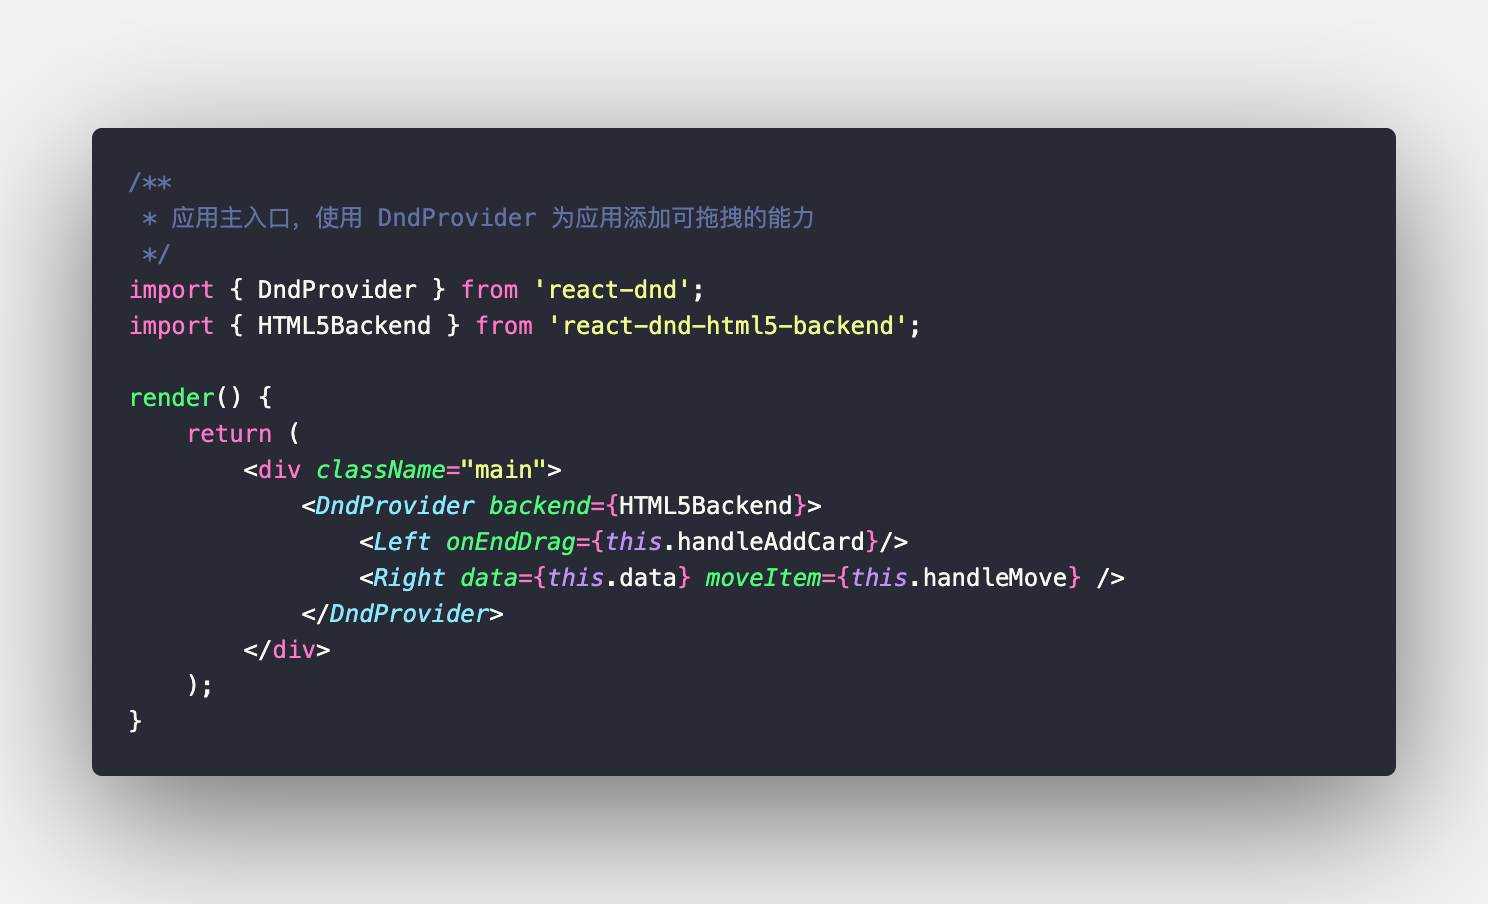 /**
 * 应用主入口，使用 DndProvider 为应用添加可拖拽的能力
 */
import { DndProvider } from 'react-dnd';
import { HTML5Backend } from 'react-dnd-html5-backend';

render() {
    return (
        <div className="main">
            <DndProvider backend={HTML5Backend}>
                <Left onEndDrag={this.handleAddCard}/>
                <Right data={this.data} moveItem={this.handleMove} />
            </DndProvider>
        </div>
    );
}